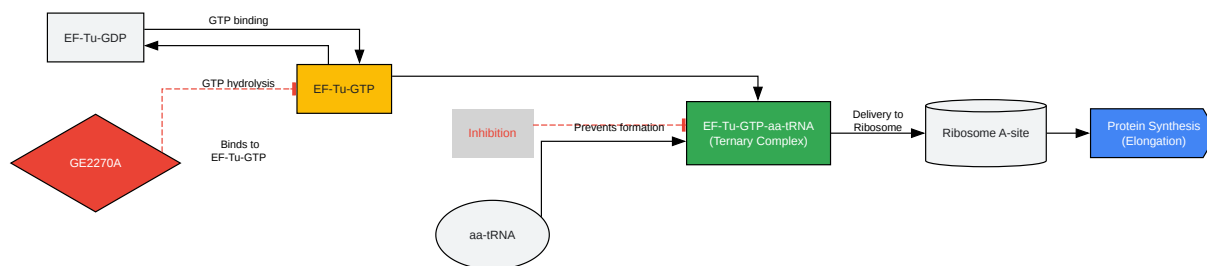 GTP binding
EF-Tu-GDP
GTP hydrolysis
EF-Tu-GTP
GE2270A
Binds to
EF-Tu-GTP
Inhibition
Prevents formation
EF-Tu-GTP-aa-tRNA
(Ternary Complex)
Delivery to
Ribosome
Ribosome A-site
Protein Synthesis
(Elongation)
aa-tRNA